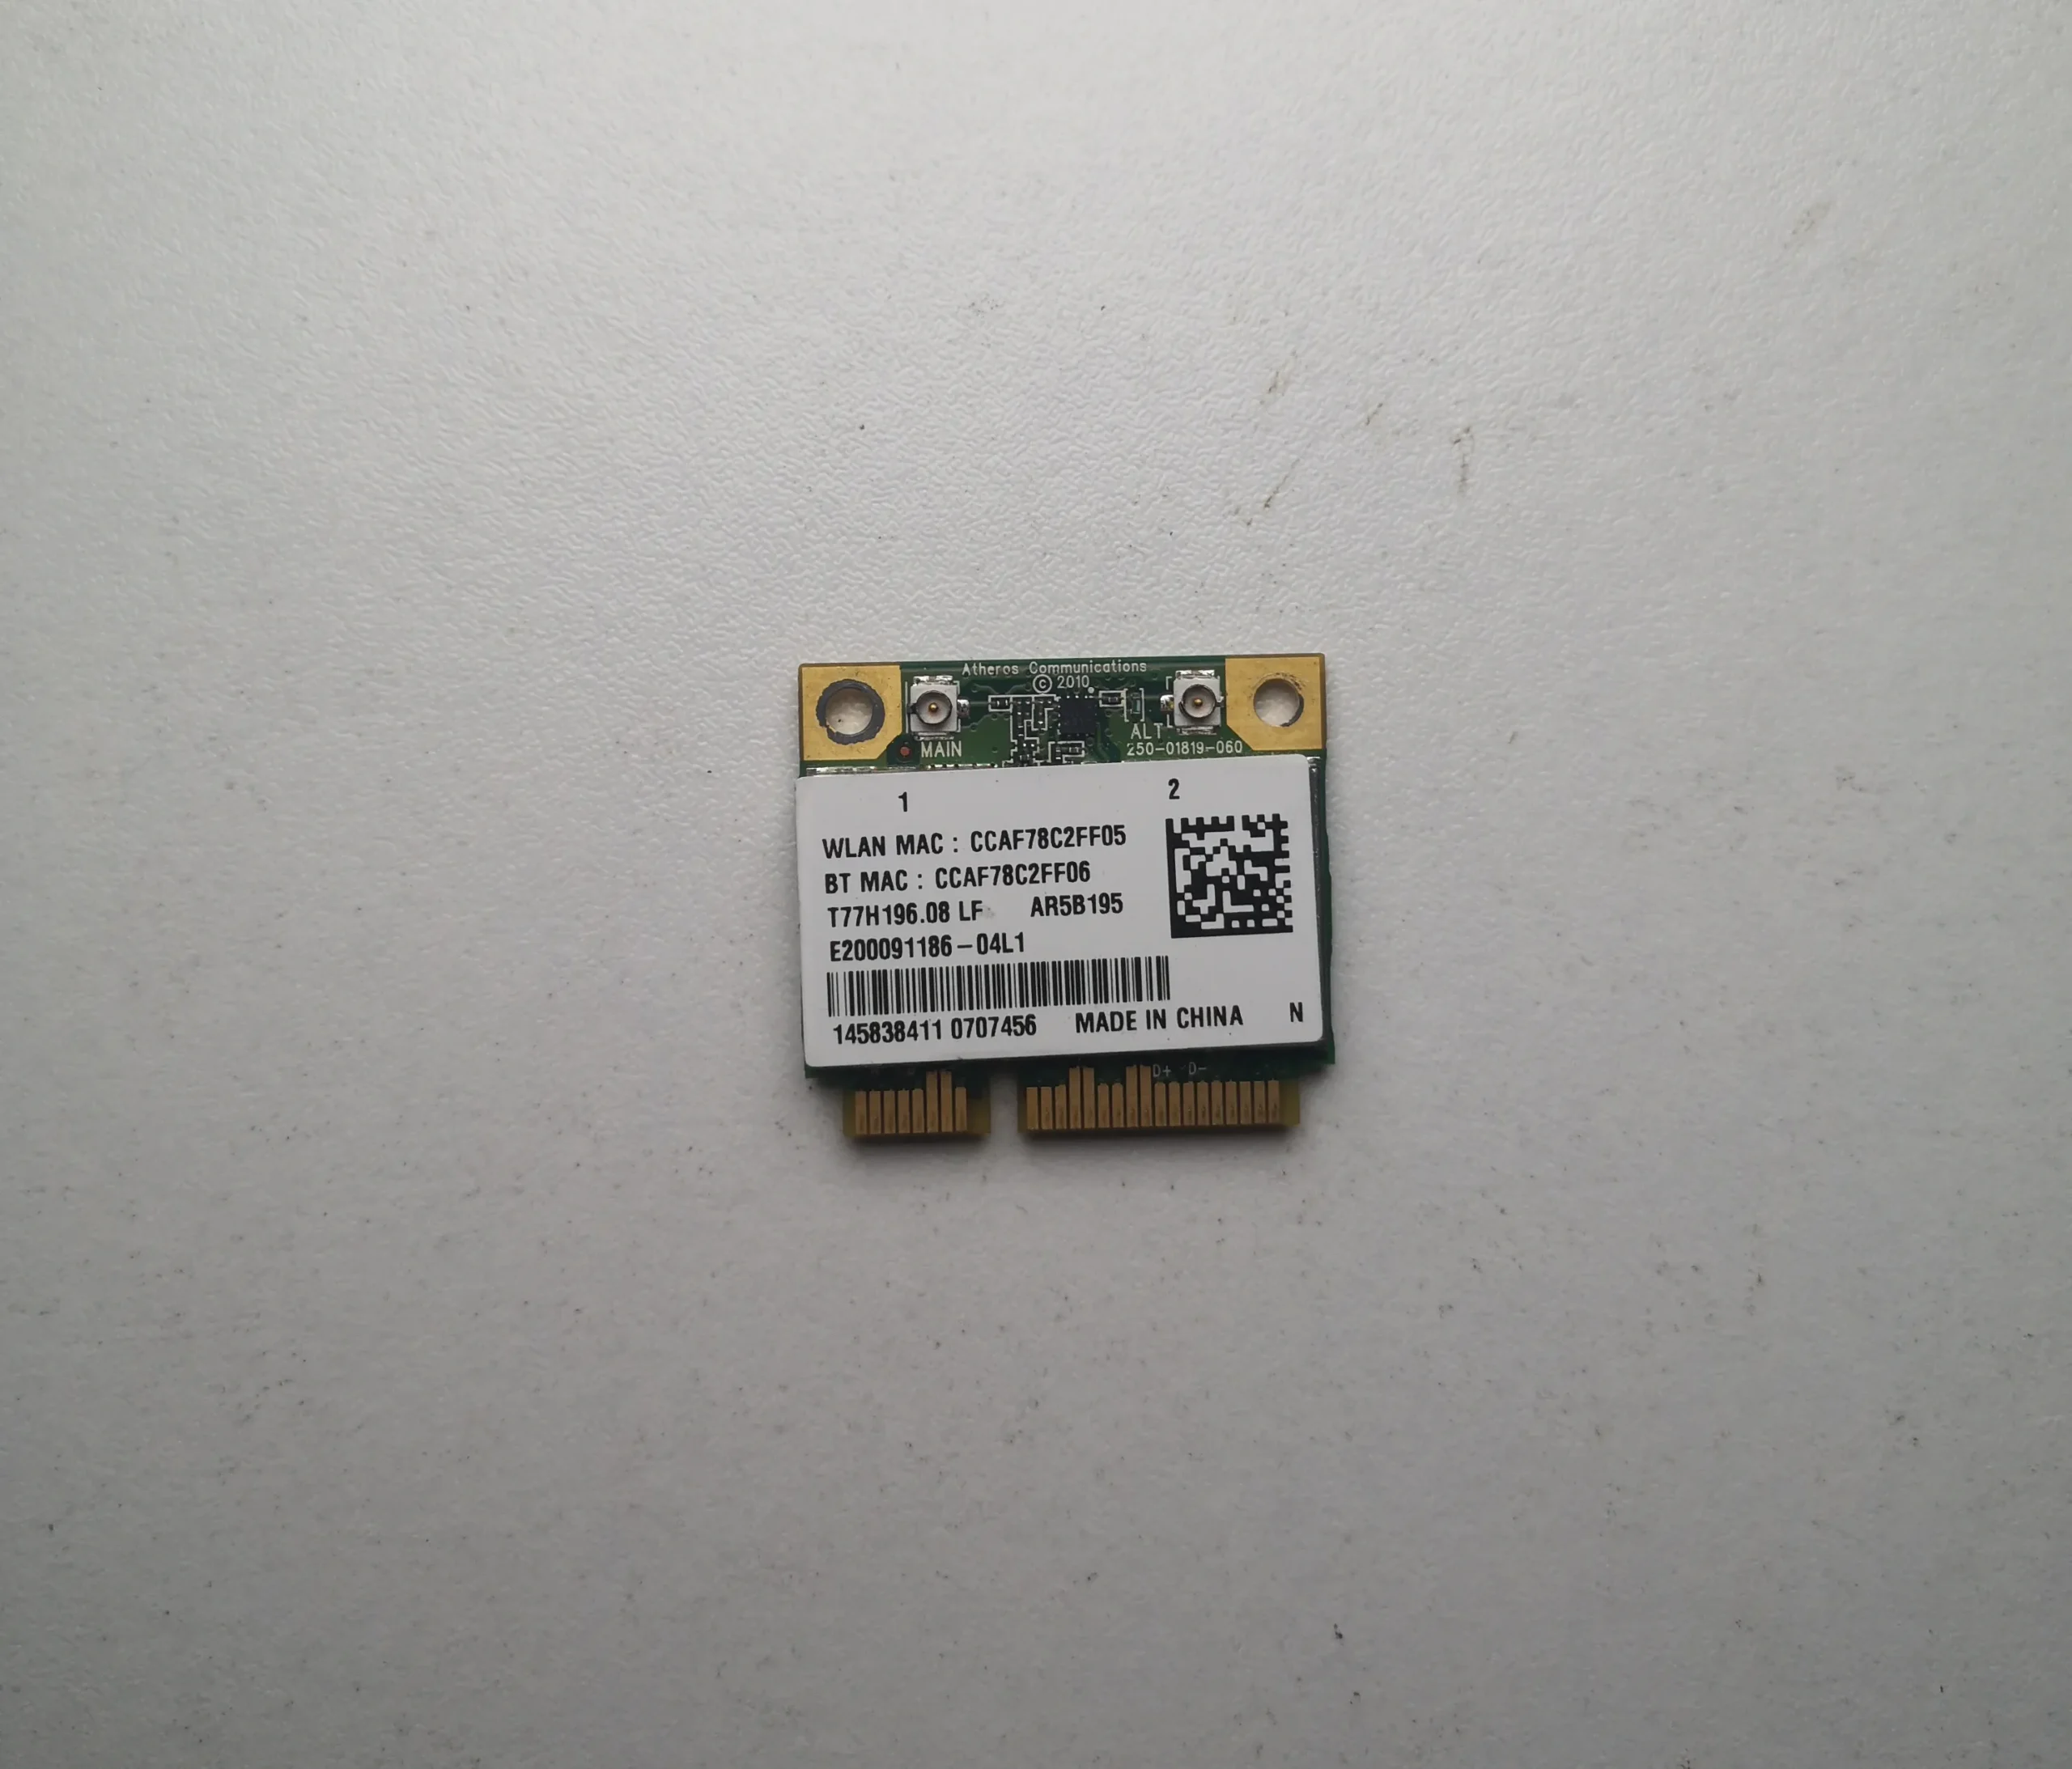 Atheros Communications
© 2010
MAIN
ALT
250-01819-060
1 2
WLAN MAC : CCAF78C2FF05
BT MAC : CCAF78C2FF06
T77H196.08 LF AR5B195
E200091186-04L1
145838411 0707456 MADE IN CHINA N
D+ D-